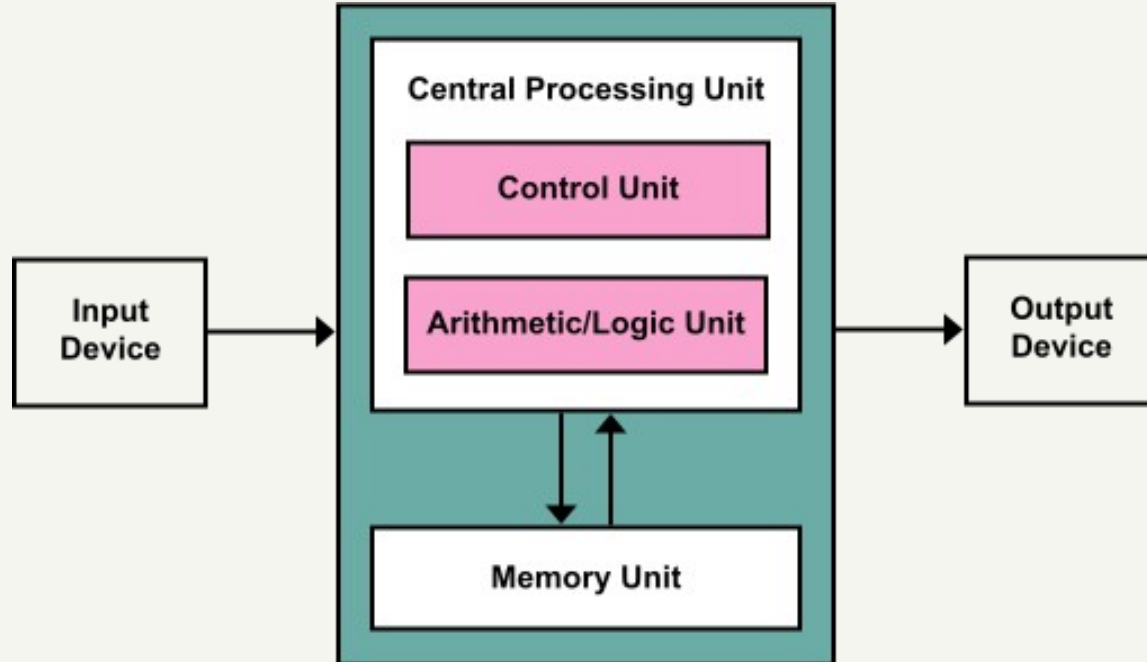 Central Processing Unit
Control Unit
Arithmetic/Logic Unit
Input
Device
Output
Device
Memory Unit